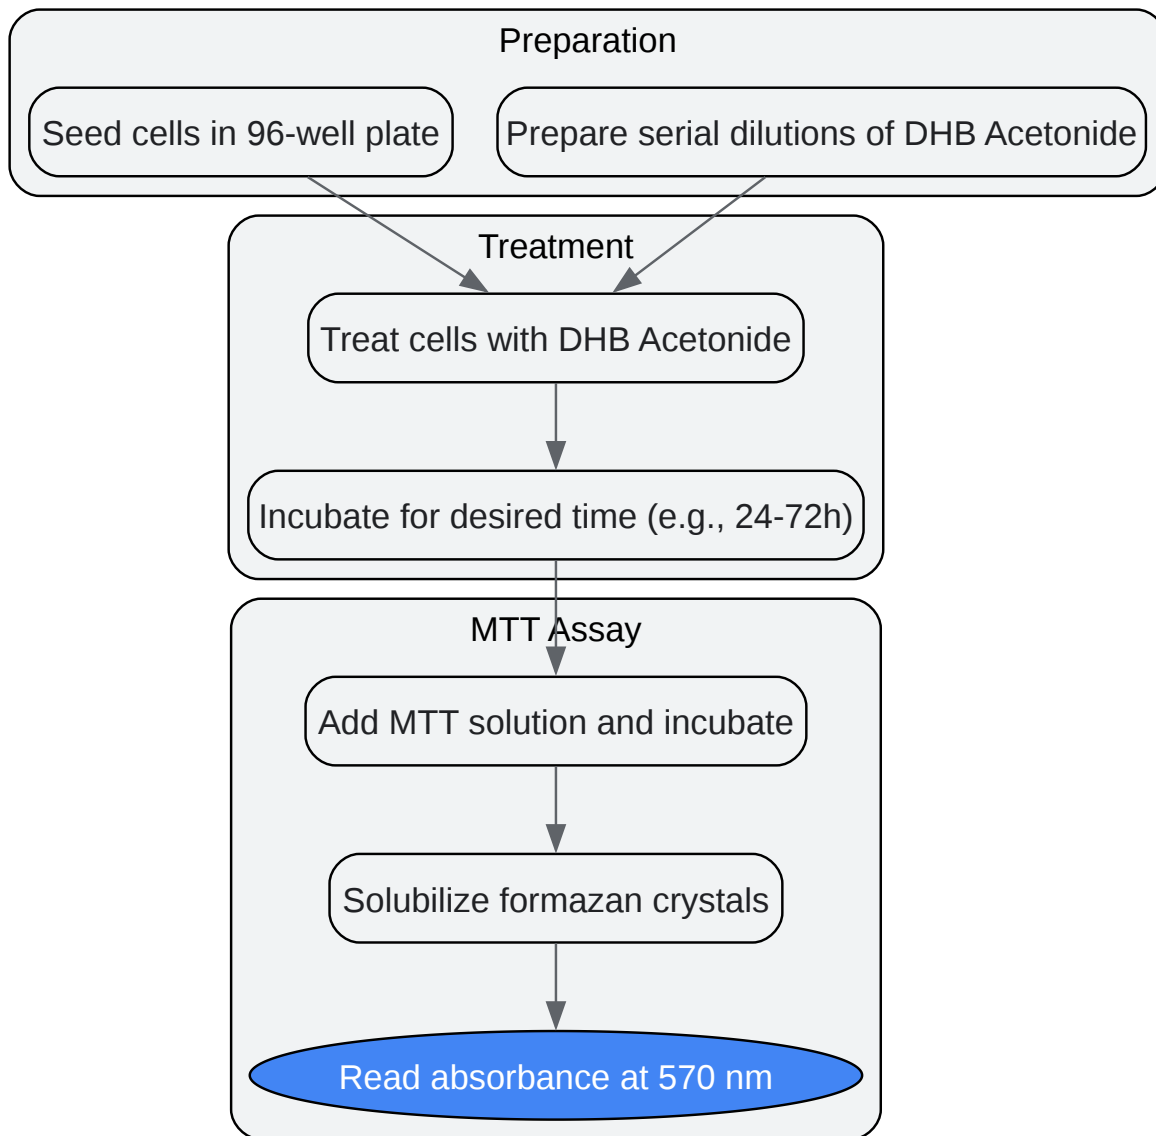 Preparation
Seed cells in 96-well plate
Prepare serial dilutions of DHB Acetonide
Treatment
Treat cells with DHB Acetonide
Incubate for desired time (e.g., 24-72h)
MTT Assay
Add MTT solution and incubate
Solubilize formazan crystals
Read absorbance at 570 nm